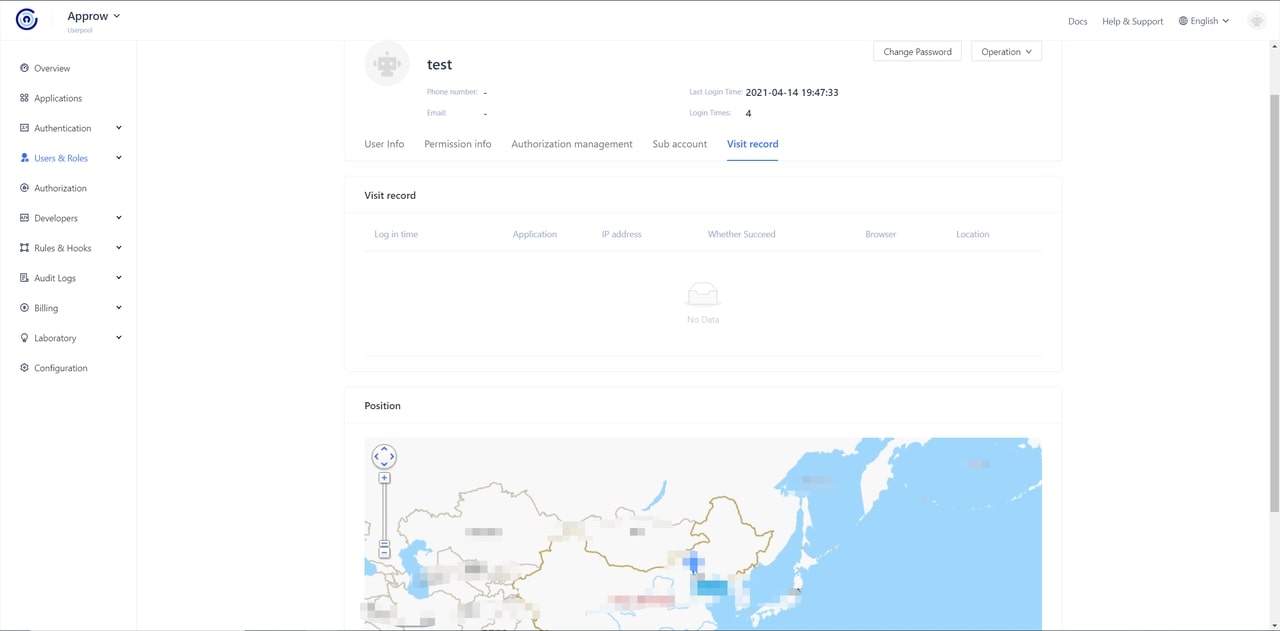 Approw
Userpool
Docs
Help & Support
English
Overview
Applications
Authentication
Users & Roles
Authorization
Developers
Rules & Hooks
Audit Logs
Billing
Laboratory
Configuration
test
Change Password
Operation
Phone number: -
Last Login Time: 2021-04-14 19:47:33
Email: -
Login Times: 4
User Info
Permission info
Authorization management
Sub account
Visit record
Visit record
Log in time
Application
IP address
Whether Succeed
Browser
Location
No Data
Position